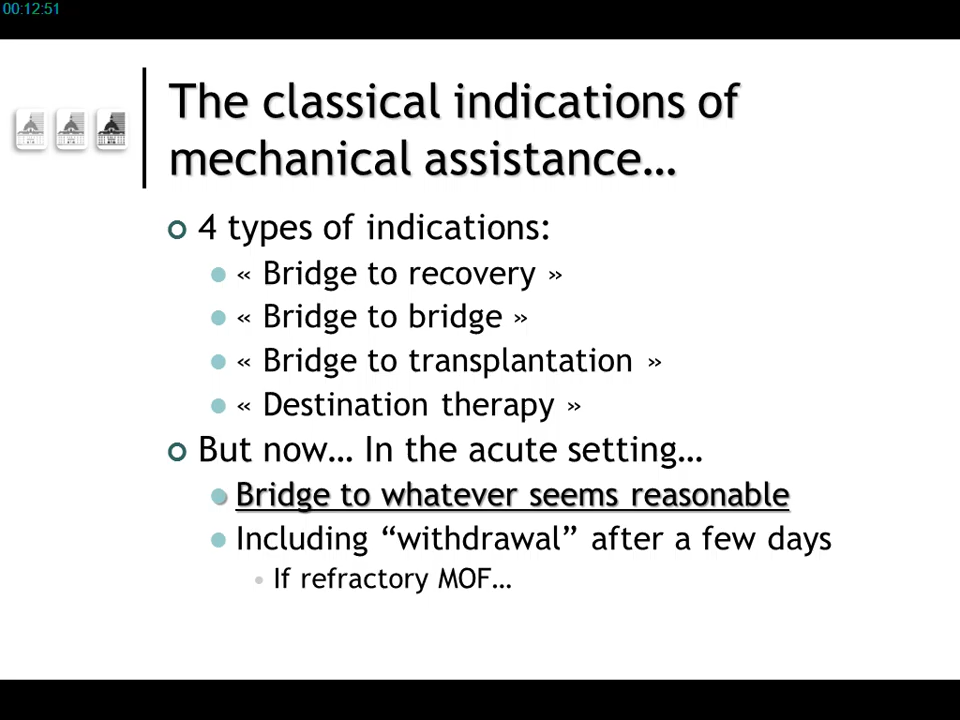 00:12:51
The classical indications of
mechanical assistance…
4 types of indications:
« Bridge to recovery »
« Bridge to bridge »
« Bridge to transplantation »
« Destination therapy »
But now… In the acute setting…
Bridge to whatever seems reasonable
Including “withdrawal” after a few days
If refractory MOF…